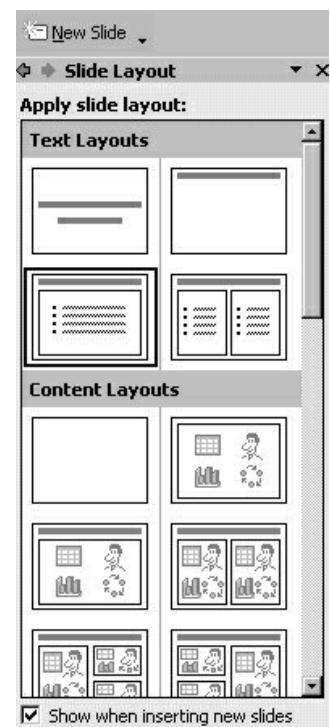 New Slide
Slide Layout
Apply slide layout:
Text Layouts
Content Layouts
Show when inserting new slides